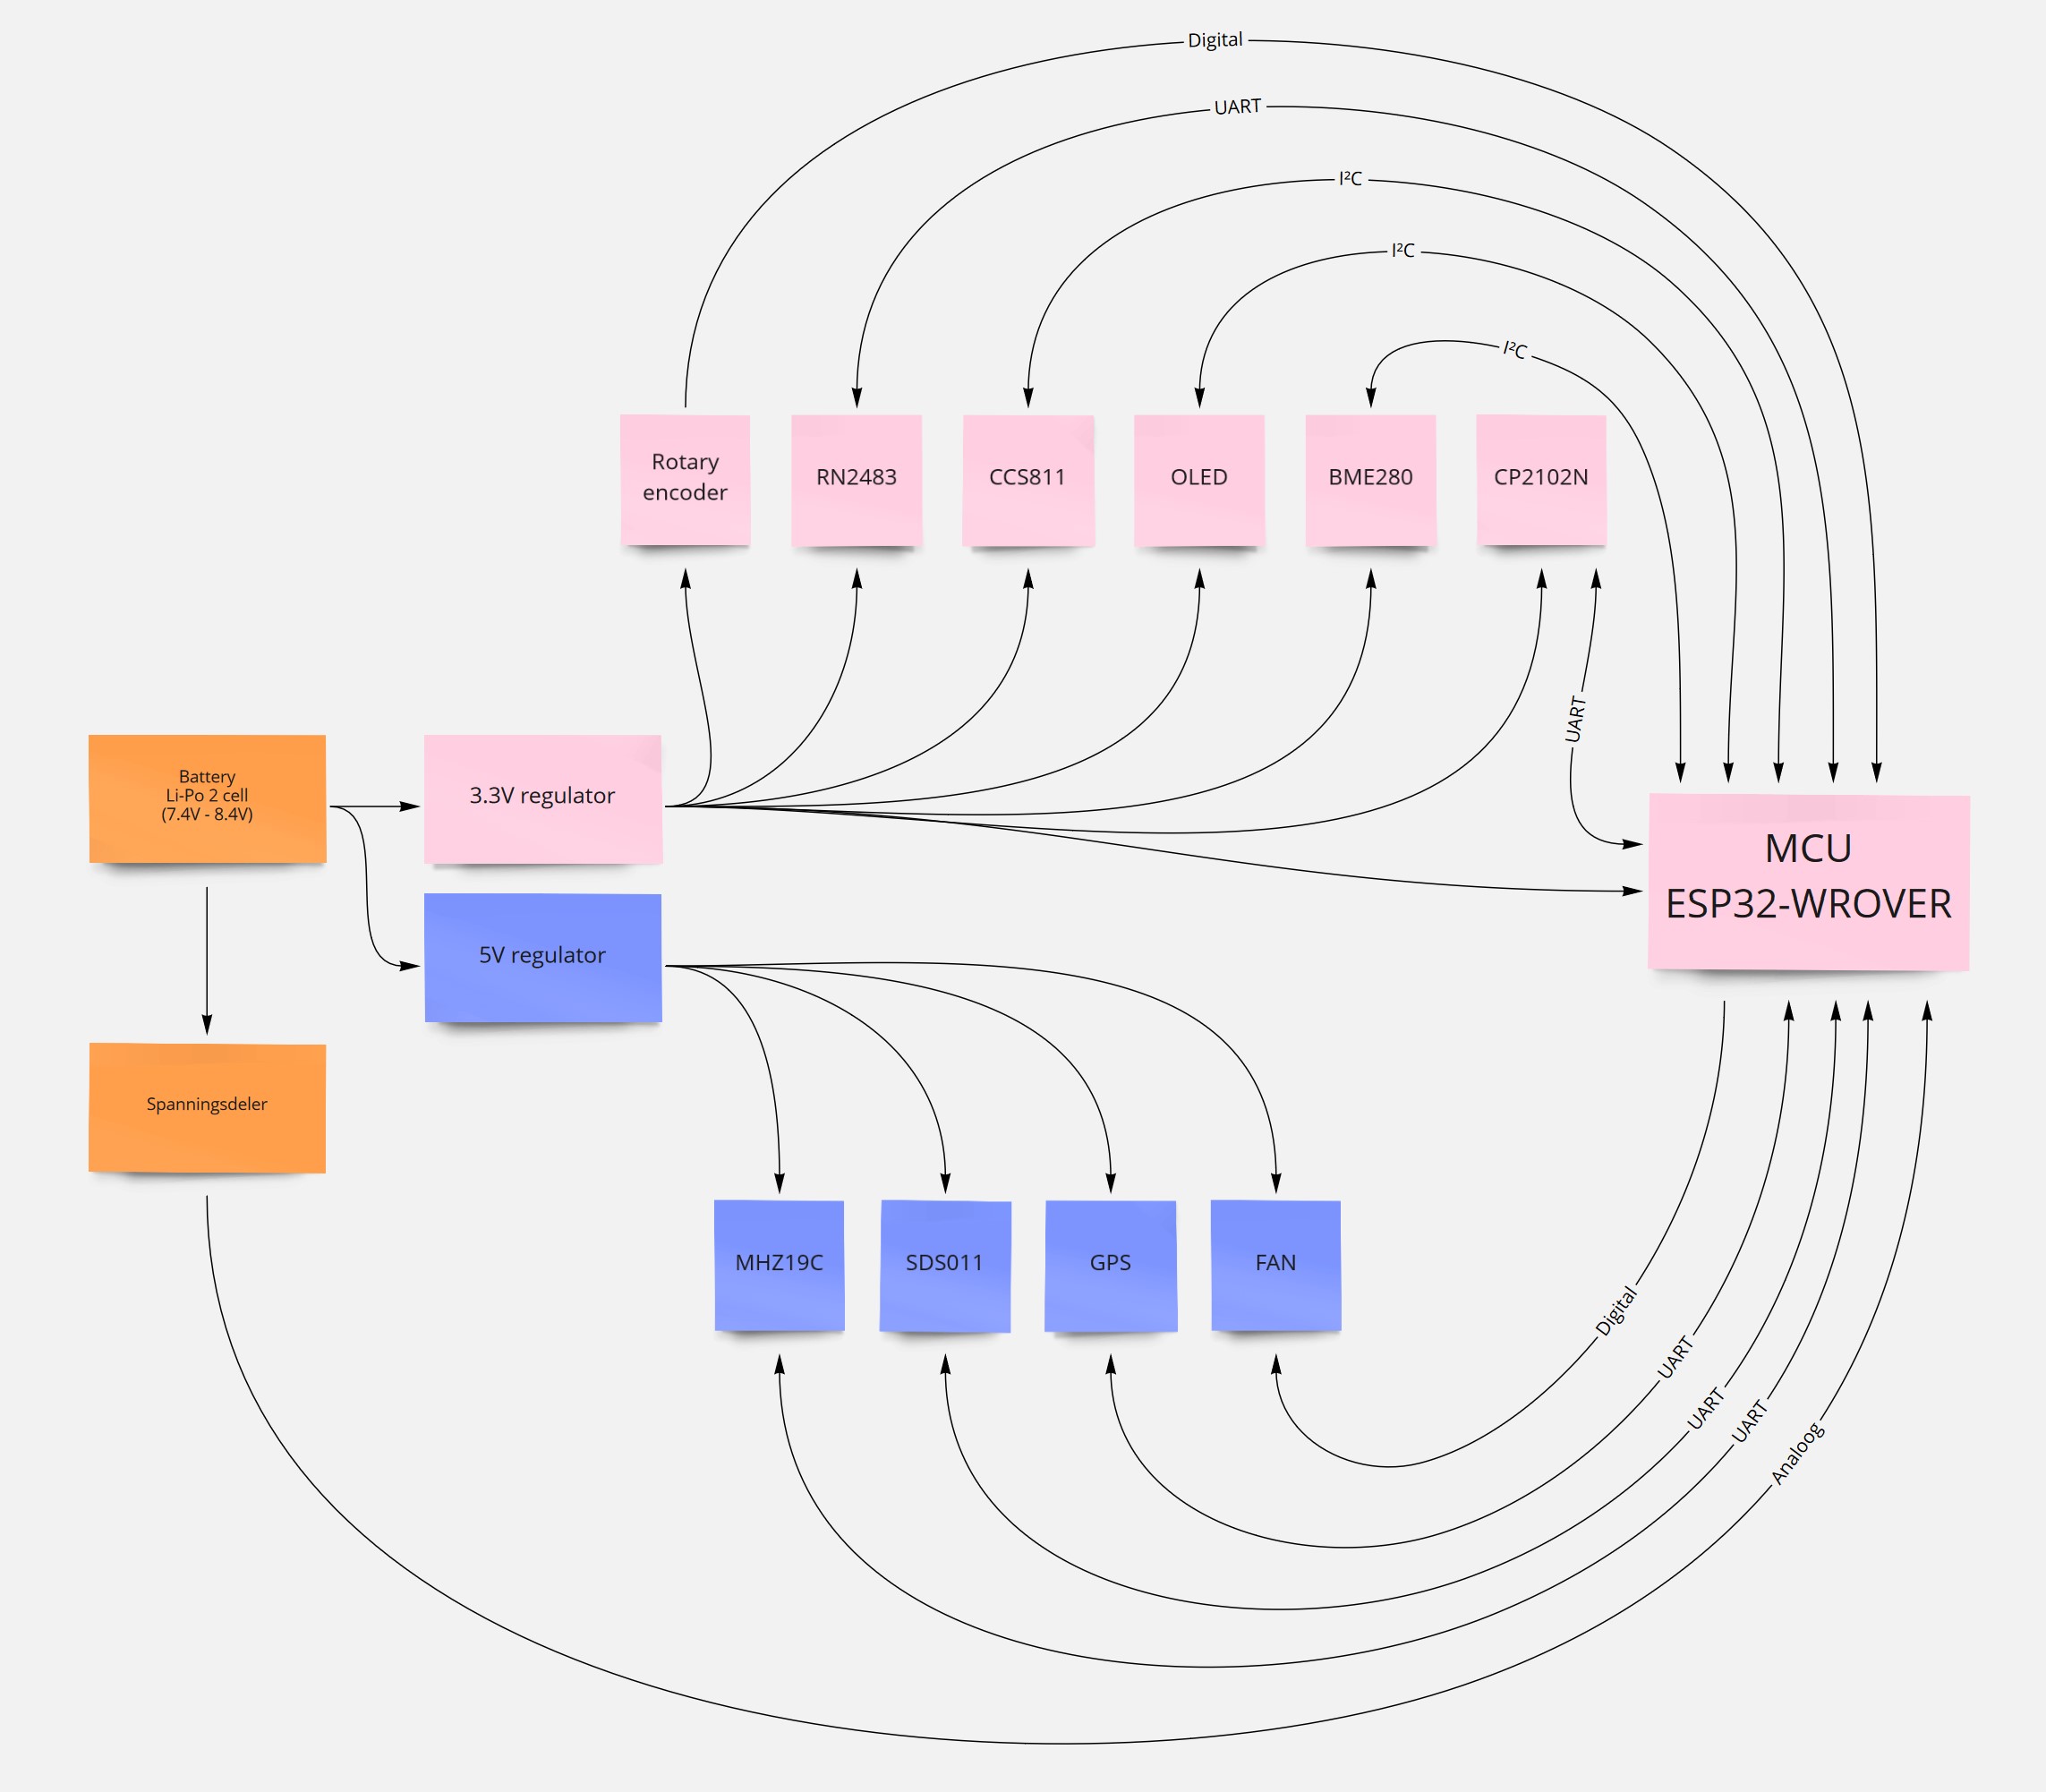 Digital
UART
I²C
I²C
I²C
Rotary
encoder
RN2483
CCS811
OLED
BME280
CP2102N
UART
Battery
Li-Po 2 cell
(7.4V - 8.4V)
3.3V regulator
MCU
ESP32-WROVER
5V regulator
Spanningsdeler
MHZ19C
SDS011
GPS
FAN
Digital
UART
UART
UART
Analoog